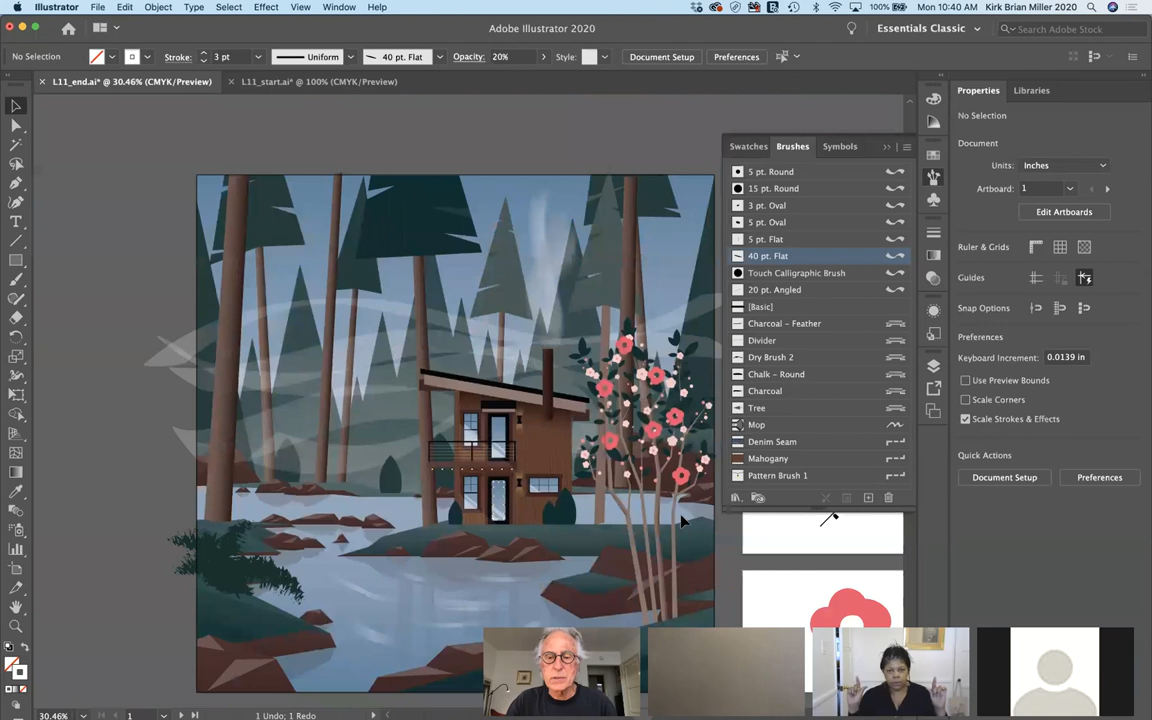 Illustrator File Edit Object Type Select Effect View Window Help 100% Mon 10:40 AM Kirk Brian Miller 2020
Adobe Illustrator 2020 Essentials Classic Search Adobe Stock
No Selection Stroke: 3 pt Uniform 40 pt. Flat Opacity: 20% Style: Document Setup Preferences
L11_end.ai* @ 30.46% (CMYK/Preview) L11_start.ai* @ 100% (CMYK/Preview)
Properties Libraries
No Selection
Document
Units: Inches
Artboard: 1
Edit Artboards
Ruler & Grids
Guides
Snap Options
Preferences
Keyboard Increment: 0.0139 in
Use Preview Bounds
Scale Corners
Scale Strokes & Effects
Quick Actions
Document Setup Preferences
Swatches Brushes Symbols
5 pt. Round
15 pt. Round
3 pt. Oval
5 pt. Oval
5 pt. Flat
40 pt. Flat
Touch Calligraphic Brush
20 pt. Angled
[Basic]
Charcoal - Feather
Divider
Dry Brush 2
Chalk - Round
Charcoal
Tree
Mop
Denim Seam
Mahogany
Pattern Brush 1
30.46% 1 1 Undo; 1 Redo